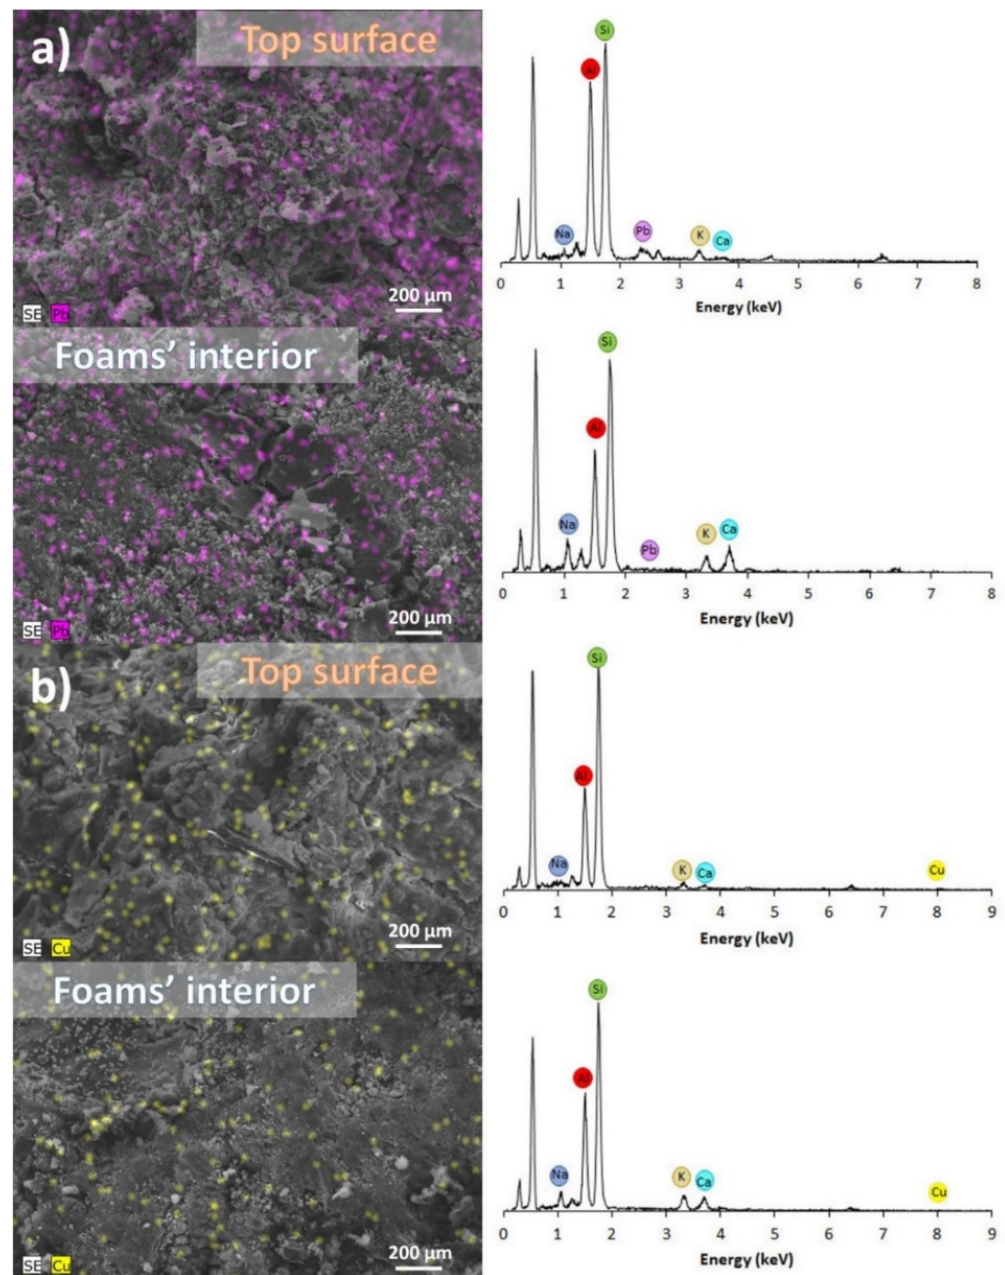 a)
Top surface
200 µm
SE Pb
Si
Al
Na
Pb
K
Ca
0 1 2 3 4 5 6 7 8
Energy (keV)
Foams' interior
200 µm
SE Pb
Si
Al
Na
Pb
K
Ca
0 1 2 3 4 5 6 7 8
Energy (keV)
b)
Top surface
200 µm
SE Cu
Si
Al
Na
K
Ca
Cu
0 1 2 3 4 5 6 7 8 9
Energy (keV)
Foams' interior
200 µm
SE Cu
Si
Al
Na
K
Ca
Cu
0 1 2 3 4 5 6 7 8 9
Energy (keV)